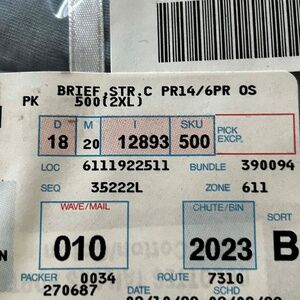 BRIEF,STR.C PR14/6PR OS
PK 500(2XL)
D M I SKU
18 20 12893 500 PICK EXCP.
LOC 6111922511 BUNDLE 390094
SEQ 35222L ZONE 611
WAVE/MAIL CHUTE/BIN SORT
010 2023 B
PACKER 0034 ROUTE 7310
270687 DATE SCHD